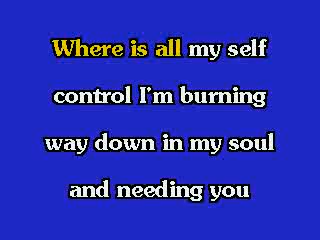 Where is all my self
control I'm burning
way down in my soul
and needing you